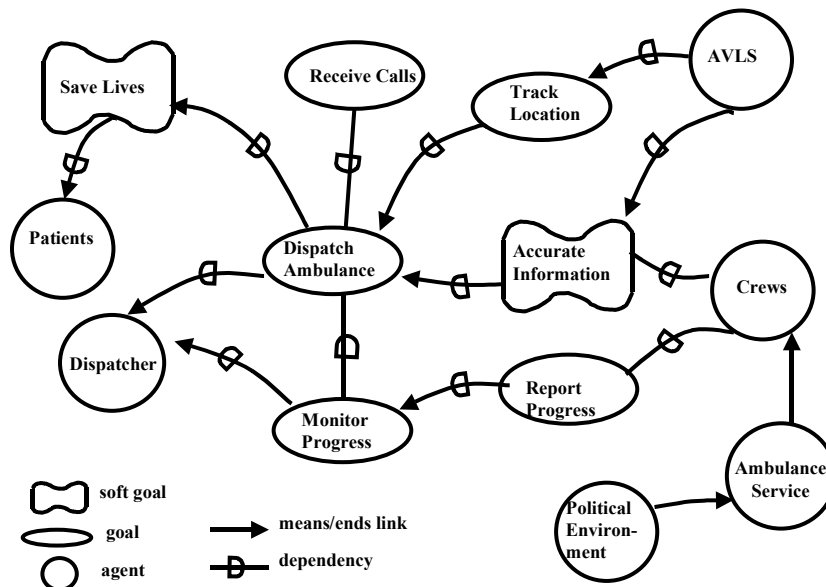 AVLS
Save Lives
Receive Calls
Track
Location
Patients
Dispatch
Ambulance
Accurate
Information
Crews
Dispatcher
Report
Progress
Monitor
Progress
Ambulance
Service
Political
Environ-
ment
soft goal
goal
agent
means/ends link
dependency